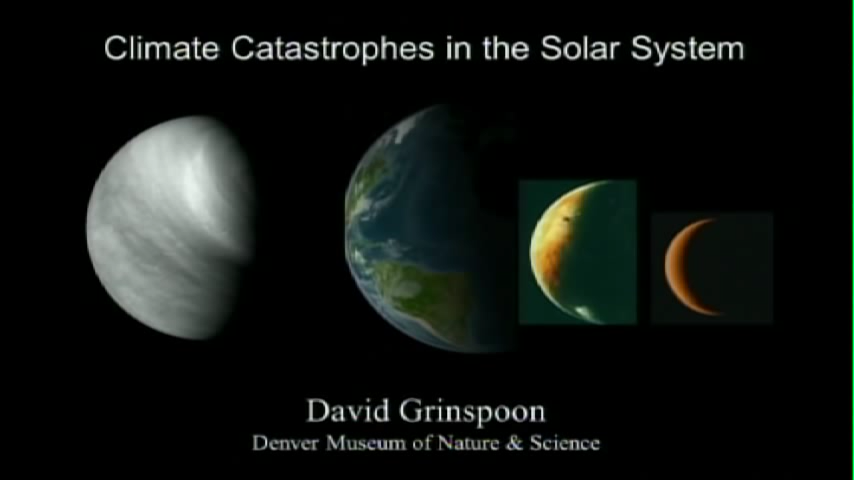 Climate Catastrophes in the Solar System
David Grinspoon
Denver Museum of Nature & Science